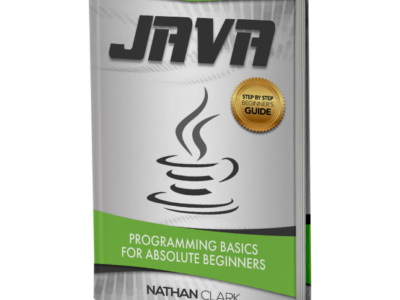 JAVA
STEP BY STEP
BEGINNER'S
GUIDE
PROGRAMMING BASICS
FOR ABSOLUTE BEGINNERS
NATHAN CLARK